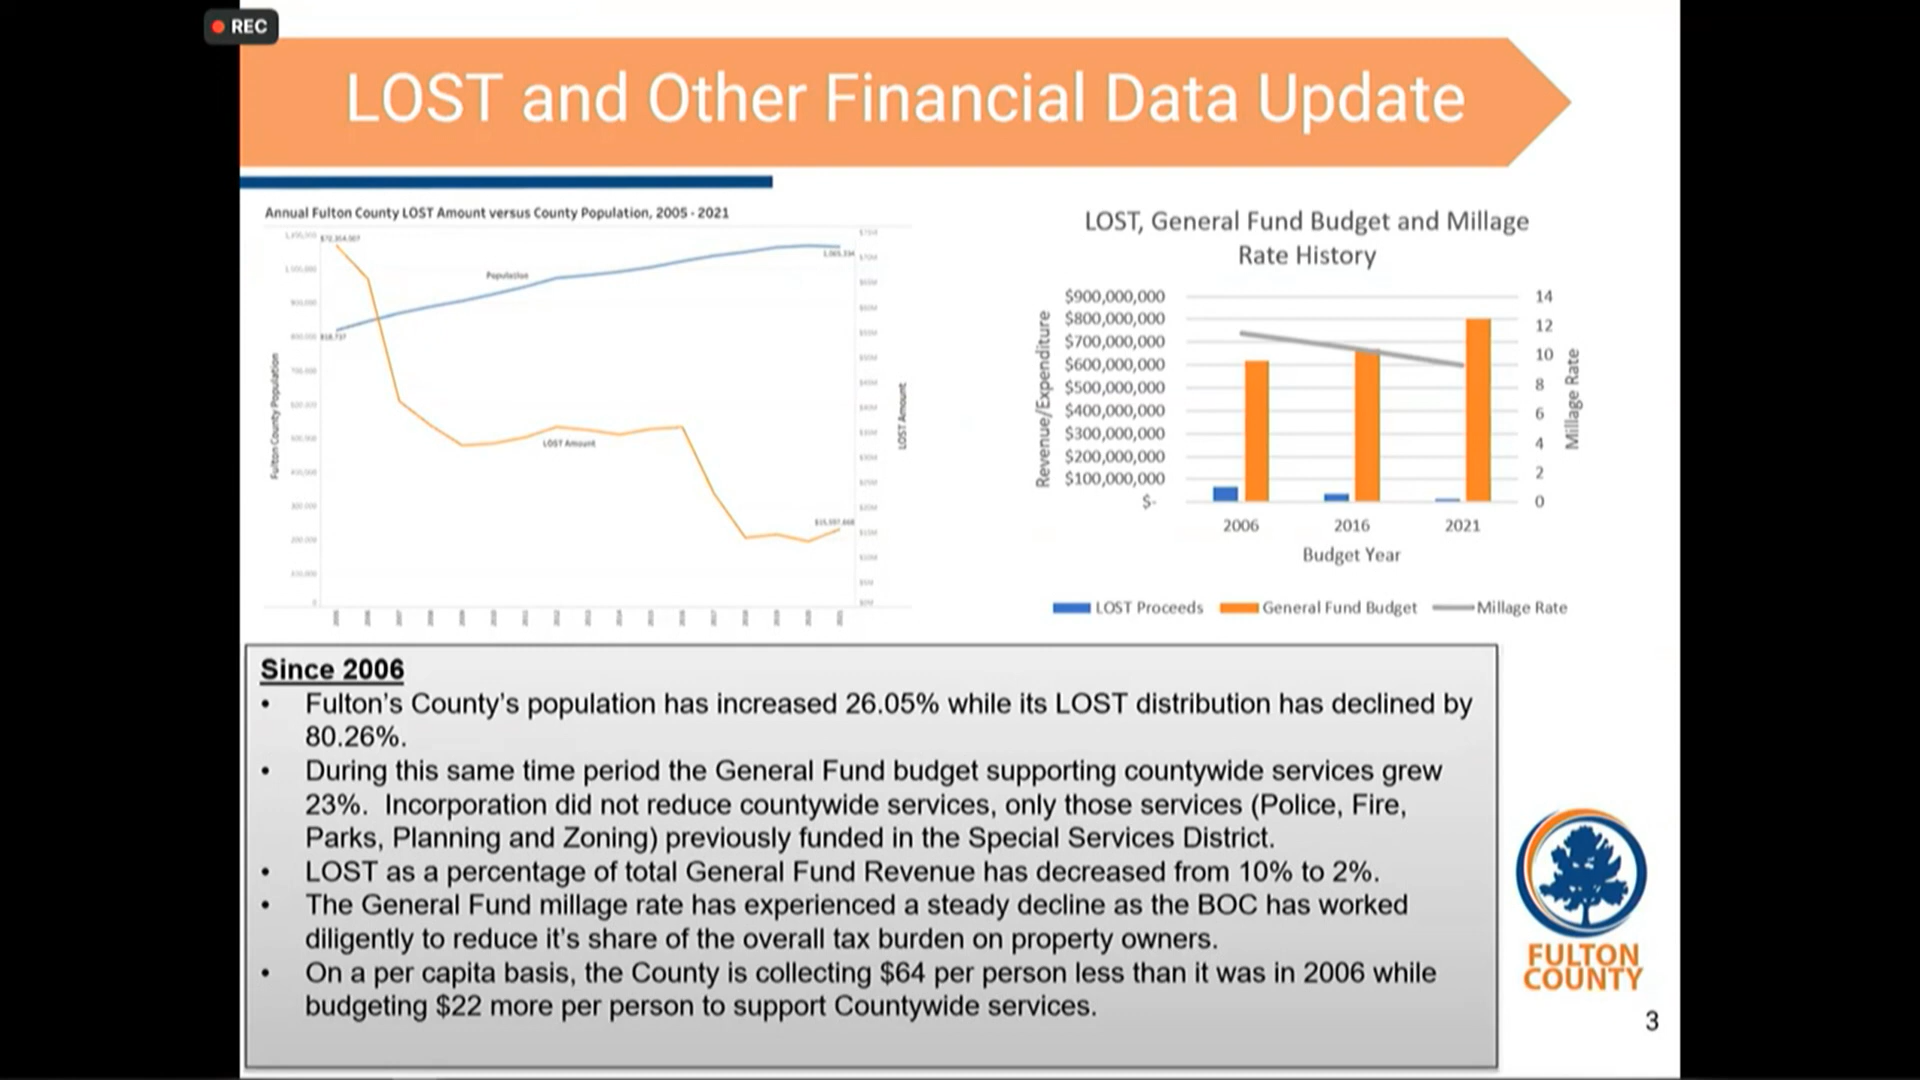 REC
LOST and Other Financial Data Update
Annual Fulton County LOST Amount versus County Population, 2005 - 2021
Fulton County Population
Population
LOST Amount
LOST Amount
LOST, General Fund Budget and Millage
Rate History
Revenue/Expenditure
$900,000,000
$800,000,000
$700,000,000
$600,000,000
$500,000,000
$400,000,000
$300,000,000
$200,000,000
$100,000,000
$-
14
12
10
8
6
4
2
0
Millage Rate
2006 2016 2021
Budget Year
LOST Proceeds General Fund Budget Millage Rate
Since 2006
• Fulton's County's population has increased 26.05% while its LOST distribution has declined by
80.26%.
• During this same time period the General Fund budget supporting countywide services grew
23%. Incorporation did not reduce countywide services, only those services (Police, Fire,
Parks, Planning and Zoning) previously funded in the Special Services District.
• LOST as a percentage of total General Fund Revenue has decreased from 10% to 2%.
• The General Fund millage rate has experienced a steady decline as the BOC has worked
diligently to reduce it's share of the overall tax burden on property owners.
• On a per capita basis, the County is collecting $64 per person less than it was in 2006 while
budgeting $22 more per person to support Countywide services.
FULTON
COUNTY
3